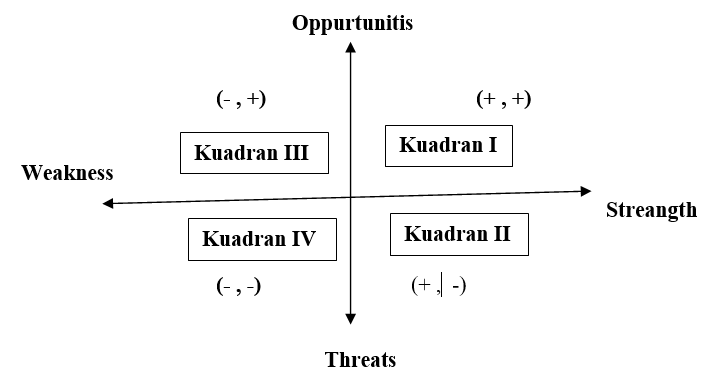 Oppurtunitis
(- , +)
(+ , +)
Kuadran III
Kuadran I
Weakness
Streangth
Kuadran IV
Kuadran II
(- , -)
(+ , -)
Threats